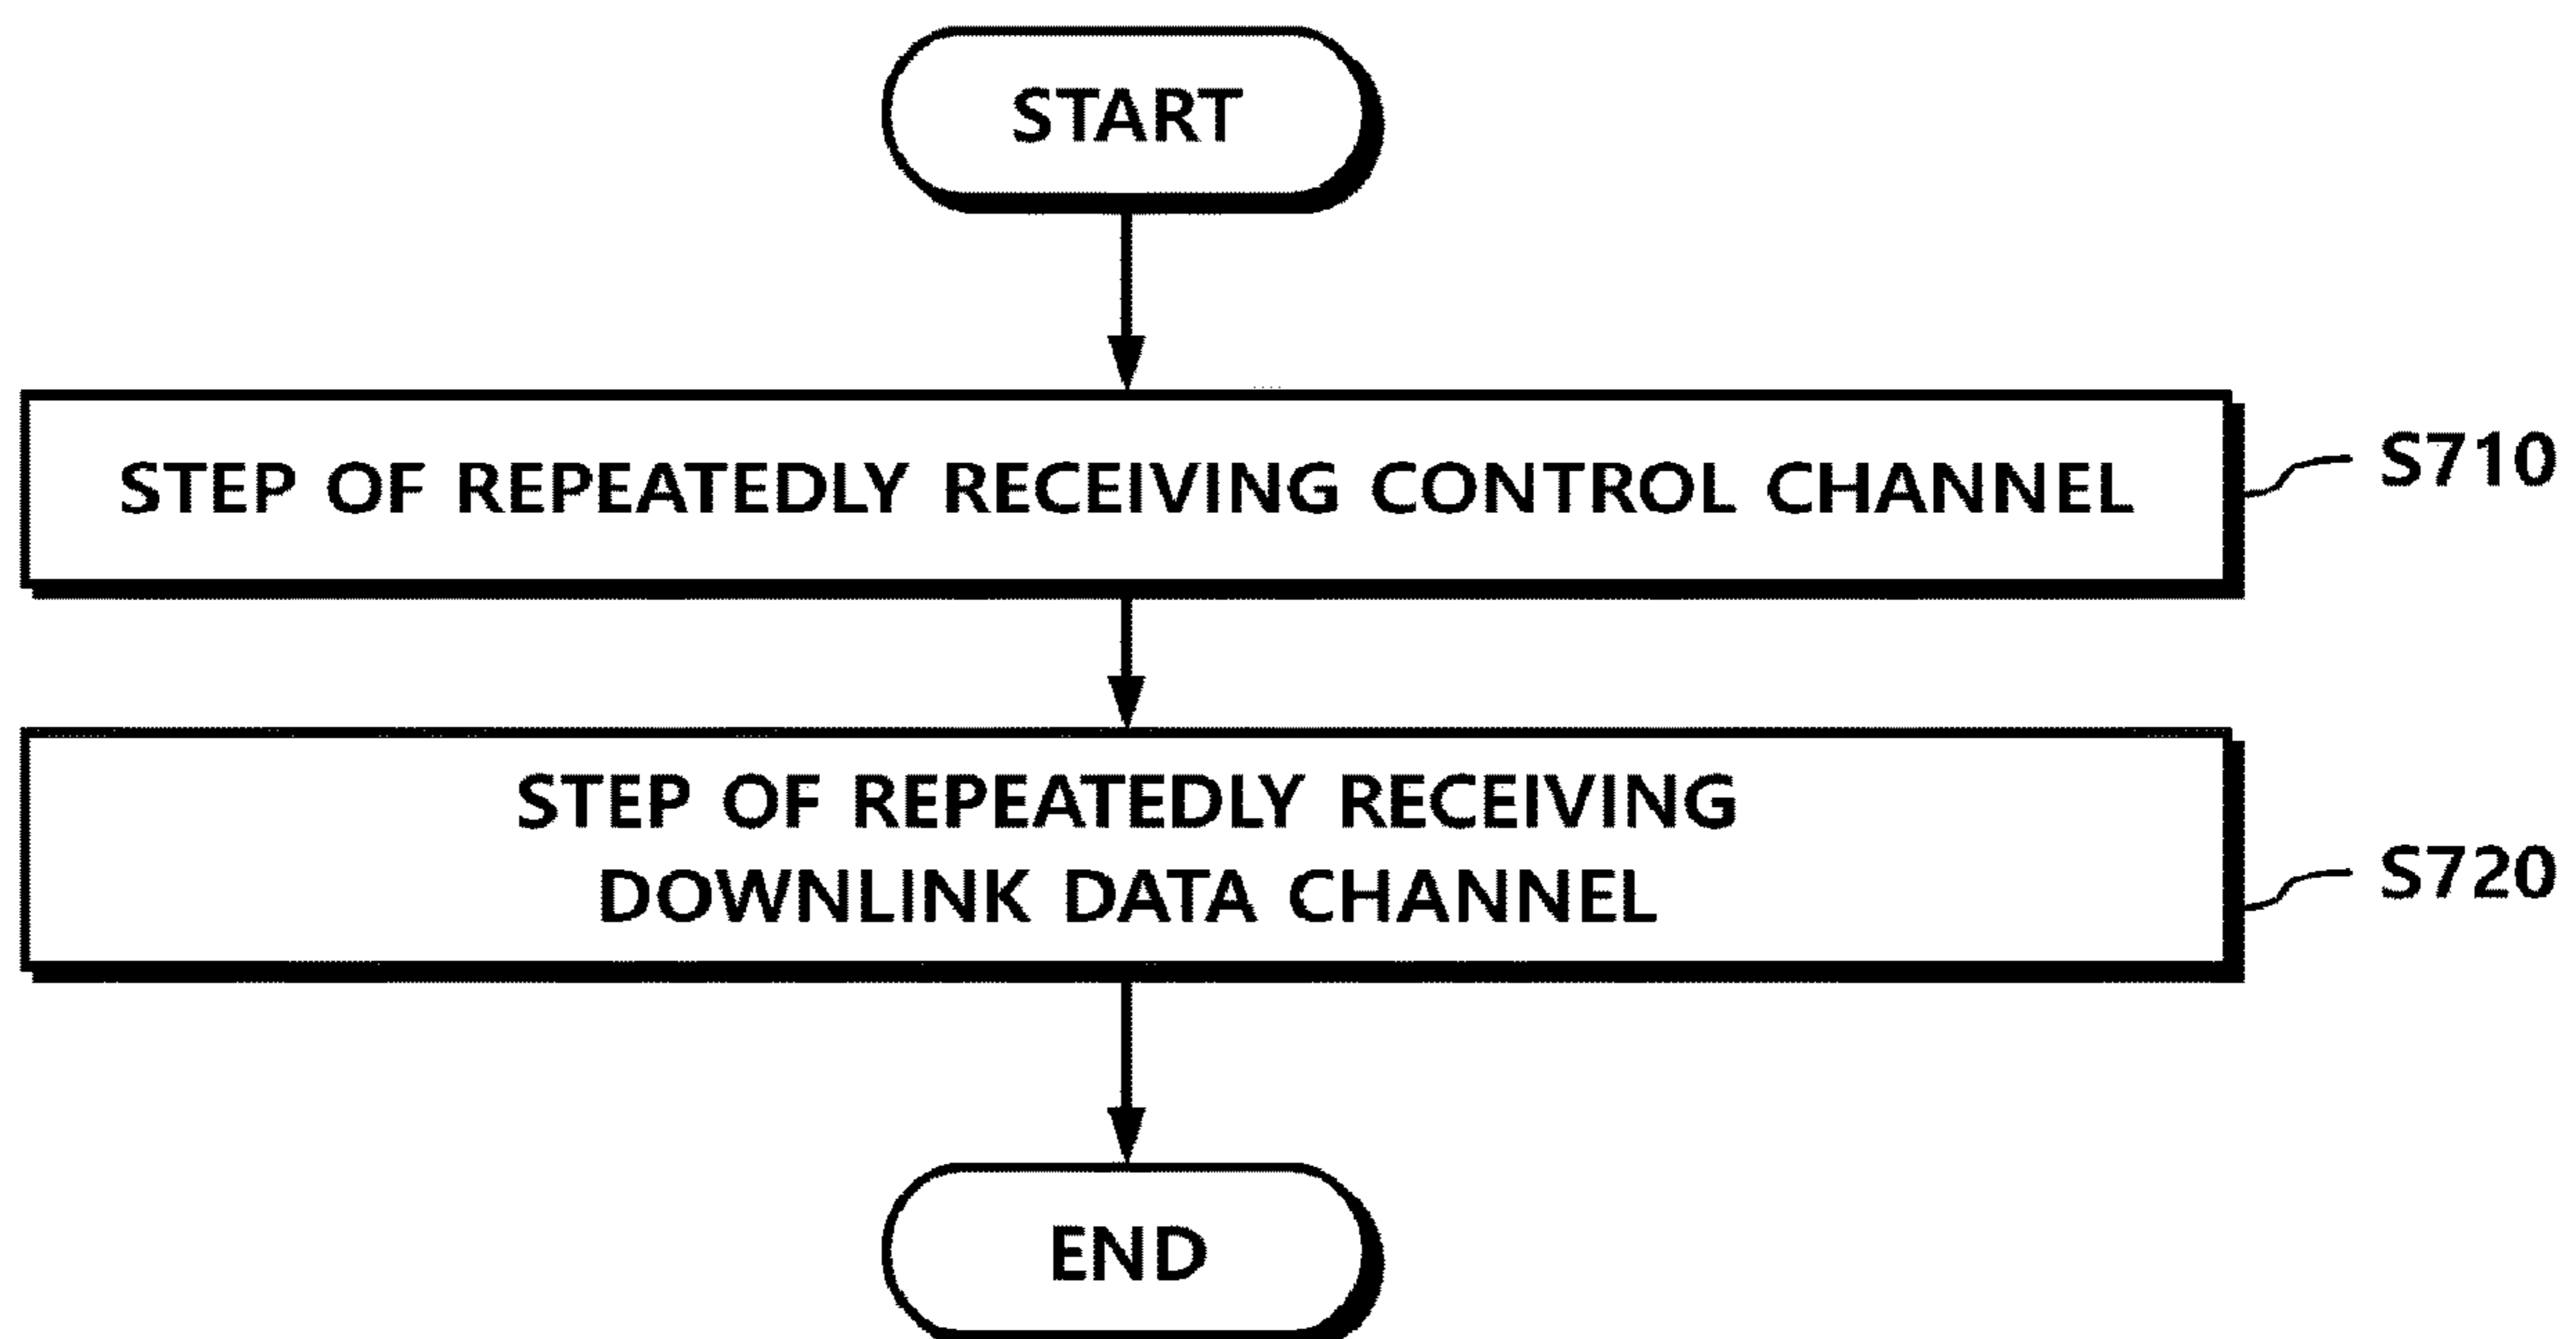 START
STEP OF REPEATEDLY RECEIVING CONTROL CHANNEL
S710
STEP OF REPEATEDLY RECEIVING
DOWNLINK DATA CHANNEL
S720
END